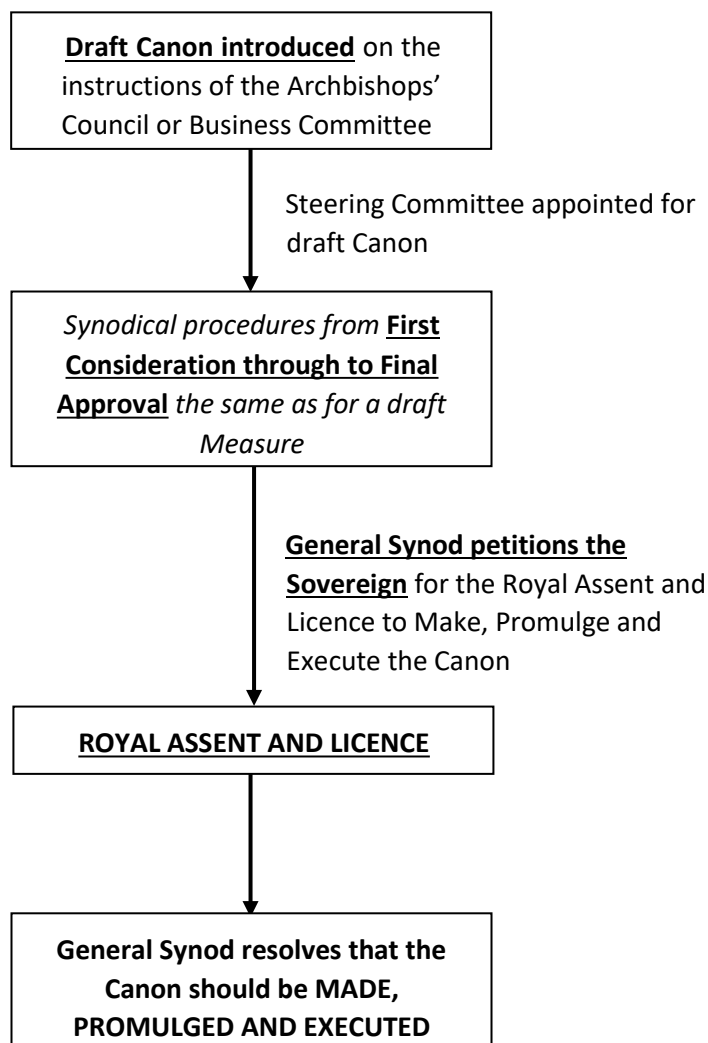 Draft Canon introduced on the
instructions of the Archbishops’
Council or Business Committee
Steering Committee appointed for
draft Canon
Synodical procedures from First
Consideration through to Final
Approval the same as for a draft
Measure
General Synod petitions the
Sovereign for the Royal Assent and
Licence to Make, Promulge and
Execute the Canon
ROYAL ASSENT AND LICENCE
General Synod resolves that the
Canon should be MADE,
PROMULGED AND EXECUTED